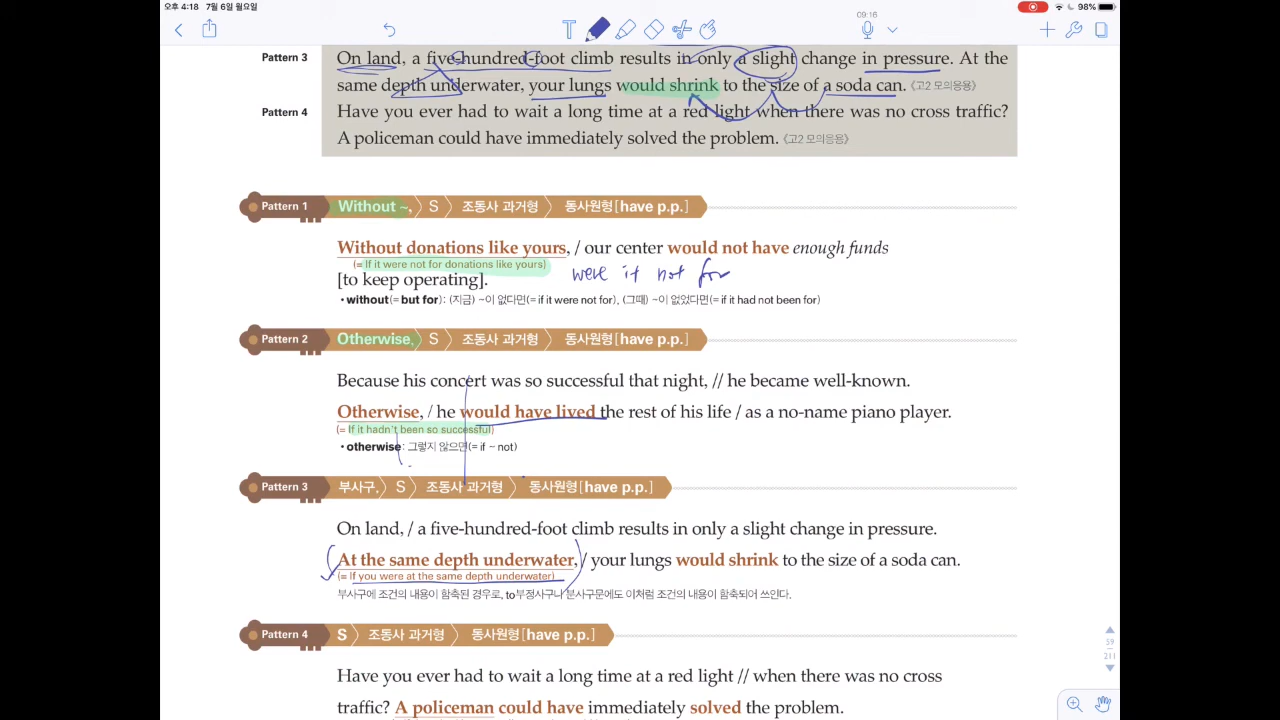 오후 4:18 7월 6일 월요일
98%
09:16
T
Pattern 3 On land, a five-hundred-foot climb results in only a slight change in pressure. At the
same depth underwater, your lungs would shrink to the size of a soda can. 《고2 모의응용》
Pattern 4 Have you ever had to wait a long time at a red light when there was no cross traffic?
A policeman could have immediately solved the problem. 《고2 모의응용》
Pattern 1 Without ~, S 조동사 과거형 동사원형[have p.p.]
Without donations like yours, / our center would not have enough funds
(= If it were not for donations like yours) were it not for
[to keep operating].
• without(= but for): (지금) ~이 없다면(= if it were not for), (그때) ~이 없었다면(= if it had not been for)
Pattern 2 Otherwise, S 조동사 과거형 동사원형[have p.p.]
Because his concert was so successful that night, // he became well-known.
Otherwise, / he would have lived the rest of his life / as a no-name piano player.
(= If it hadn't been so successful)
• otherwise: 그렇지 않으면(= if ~ not)
Pattern 3 부사구, S 조동사 과거형 동사원형[have p.p.]
On land, / a five-hundred-foot climb results in only a slight change in pressure.
At the same depth underwater, / your lungs would shrink to the size of a soda can.
(= If you were at the same depth underwater)
부사구에 조건의 내용이 함축된 경우로, to부정사구나 분사구문에도 이처럼 조건의 내용이 함축되어 쓰인다.
59
211
Pattern 4 S 조동사 과거형 동사원형[have p.p.]
Have you ever had to wait a long time at a red light // when there was no cross
traffic? A policeman could have immediately solved the problem.